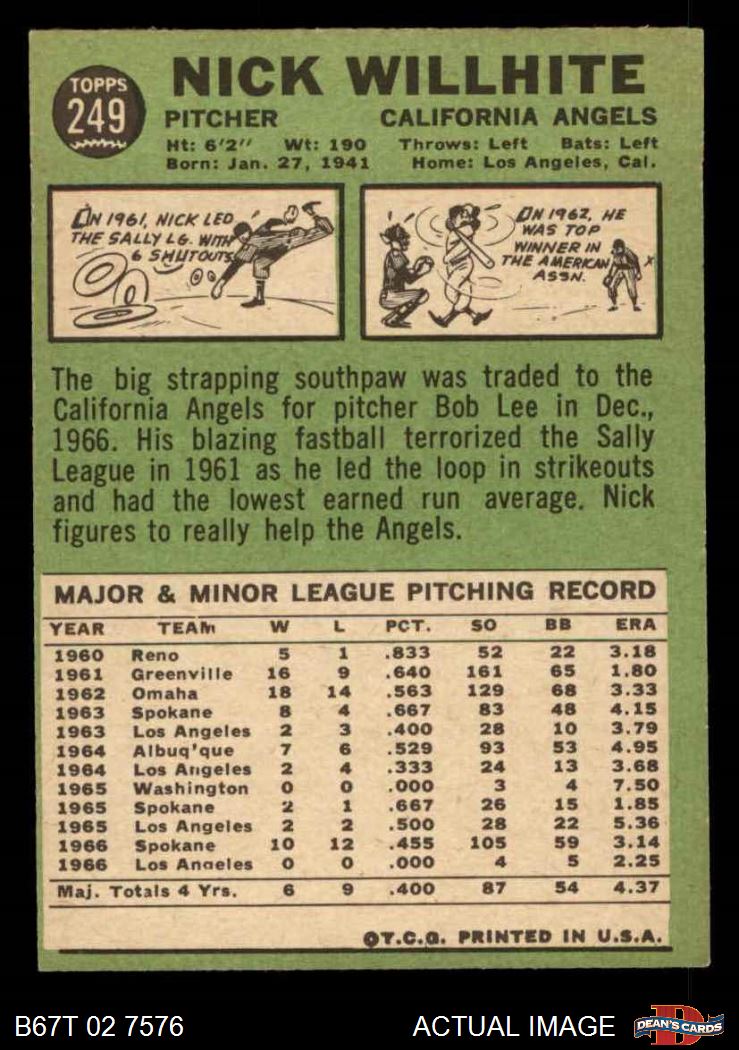 TOPPS
249
NICK WILLHITE
PITCHER CALIFORNIA ANGELS
Ht: 6'2" Wt: 190 Throws: Left Bats: Left
Born: Jan. 27, 1941 Home: Los Angeles, Cal.
IN 1961, NICK LED
THE SALLY LG. WITH
6 SHUTOUTS
IN 1962, HE
WAS TOP
WINNER IN
THE AMERICAN
ASSN.
The big strapping southpaw was traded to the
California Angels for pitcher Bob Lee in Dec.,
1966. His blazing fastball terrorized the Sally
League in 1961 as he led the loop in strikeouts
and had the lowest earned run average. Nick
figures to really help the Angels.
MAJOR & MINOR LEAGUE PITCHING RECORD
YEAR TEAM W L PCT. SO BB ERA
1960 Reno 5 1 .833 52 22 3.18
1961 Greenville 16 9 .640 161 65 1.80
1962 Omaha 18 14 .563 129 68 3.33
1963 Spokane 8 4 .667 83 48 4.15
1963 Los Angeles 2 3 .400 28 10 3.79
1964 Albuq'que 7 6 .529 93 53 4.95
1964 Los Angeles 2 4 .333 24 13 3.68
1965 Washington 0 0 .000 3 4 7.50
1965 Spokane 2 1 .667 26 15 1.85
1965 Los Angeles 2 2 .500 28 22 5.36
1966 Spokane 10 12 .455 105 59 3.14
1966 Los Angeles 0 0 .000 4 5 2.25
Maj. Totals 4 Yrs. 6 9 .400 87 54 4.37
©T.C.G. PRINTED IN U.S.A.
B67T 02 7576 ACTUAL IMAGE DEAN'S CARDS